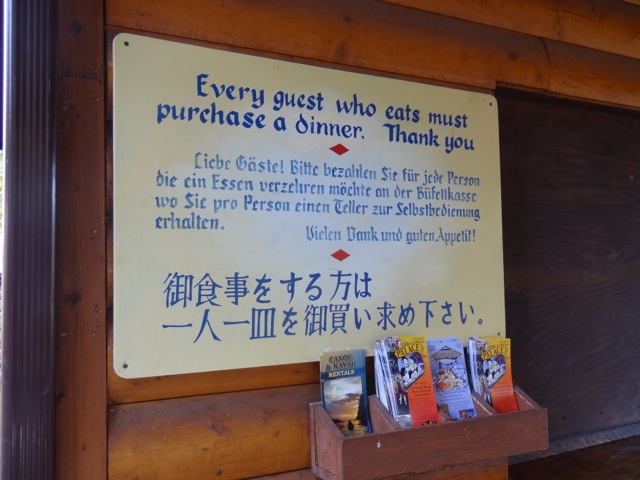 Every guest who eats must
purchase a dinner. Thank you
Liebe Gäste! Bitte bezahlen Sie für jede Person
die ein Essen verzehren möchte an der Büfettkasse
wo Sie pro Person einen Teller zur Selbstbedienung
erhalten.
Vielen Dank und guten Appetit!
御食事をする方は
一人一皿を御買い求め下さい。
CANOE
& KAYAK
RENTALS
PALACE
PALACE